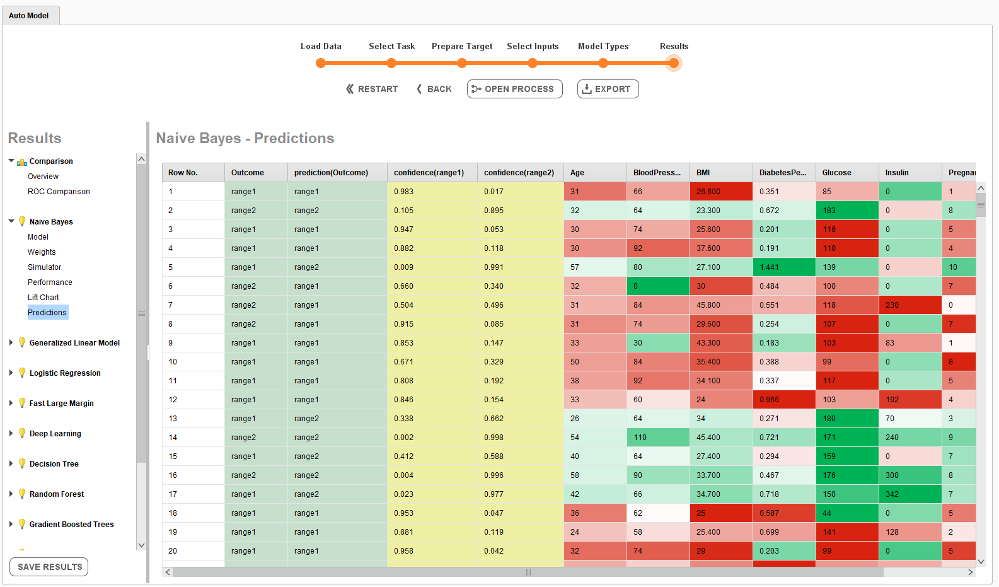 Auto Model
Load Data Select Task Prepare Target Select Inputs Model Types Results
RESTART BACK OPEN PROCESS EXPORT
Results
Comparison
Overview
ROC Comparison
Naive Bayes
Model
Weights
Simulator
Performance
Lift Chart
Predictions
Generalized Linear Model
Logistic Regression
Fast Large Margin
Deep Learning
Decision Tree
Random Forest
Gradient Boosted Trees
SAVE RESULTS
Naive Bayes - Predictions
Row No. Outcome prediction(Outcome) confidence(range1) confidence(range2) Age BloodPress... BMI DiabetesPe... Glucose Insulin Pregnan
1 range1 range1 0.983 0.017 31 66 26.600 0.351 85 0 1
2 range2 range2 0.105 0.895 32 64 23.300 0.672 183 0 8
3 range1 range1 0.947 0.053 30 74 25.600 0.201 116 0 5
4 range1 range1 0.882 0.118 30 92 37.600 0.191 110 0 4
5 range1 range2 0.009 0.991 57 80 27.100 1.441 139 0 10
6 range2 range1 0.660 0.340 32 0 30 0.484 100 0 7
7 range2 range1 0.504 0.496 31 84 45.800 0.551 118 230 0
8 range2 range1 0.915 0.085 31 74 29.600 0.254 107 0 7
9 range1 range1 0.853 0.147 33 30 43.300 0.183 103 83 1
10 range1 range1 0.671 0.329 50 84 35.400 0.388 99 0 8
11 range1 range1 0.808 0.192 38 92 34.100 0.337 117 0 5
12 range1 range1 0.846 0.154 33 60 24 0.966 103 192 4
13 range1 range2 0.338 0.662 26 64 34 0.271 180 70 3
14 range2 range2 0.002 0.998 54 110 45.400 0.721 171 240 9
15 range1 range2 0.412 0.588 40 64 27.400 0.294 159 0 7
16 range2 range2 0.004 0.996 58 90 33.700 0.467 176 300 8
17 range1 range2 0.023 0.977 42 66 34.700 0.718 150 342 7
18 range1 range1 0.953 0.047 36 62 25 0.587 44 0 5
19 range1 range1 0.881 0.119 24 58 25.400 0.699 141 128 2
20 range1 range1 0.958 0.042 32 74 29 0.203 99 0 5